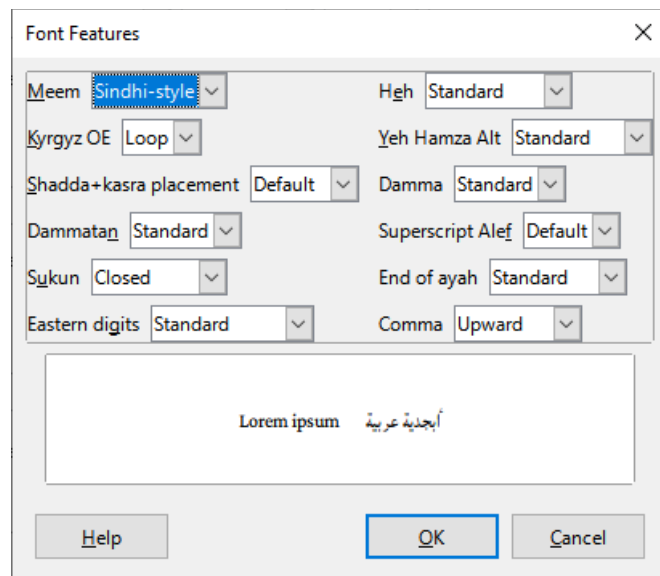 Font Features
Meem Sindhi-style Heh Standard
Kyrgyz OE Loop Yeh Hamza Alt Standard
Shadda+kasra placement Default Damma Standard
Dammatan Standard Superscript Alef Default
Sukun Closed End of ayah Standard
Eastern digits Standard Comma Upward
Lorem ipsum أبجدية عربية
Help OK Cancel